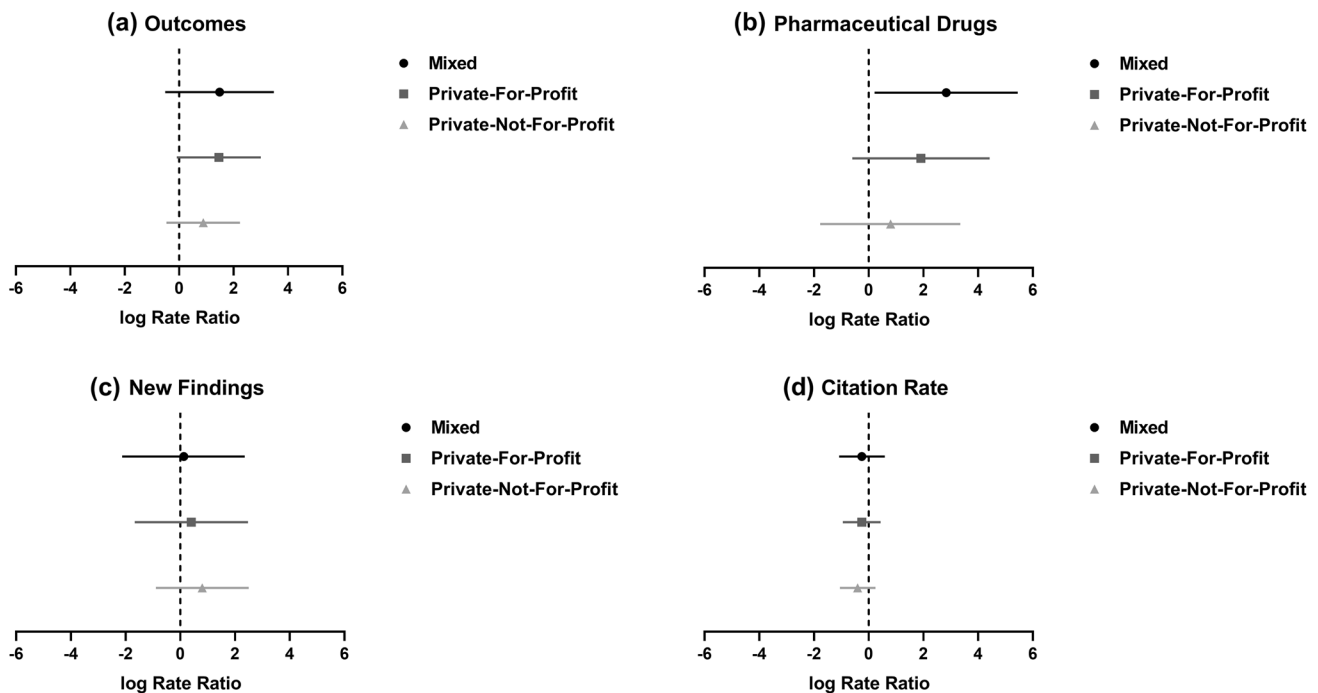 (a) Outcomes
Mixed
Private-For-Profit
Private-Not-For-Profit
-6 -4 -2 0 2 4 6
log Rate Ratio
(b) Pharmaceutical Drugs
Mixed
Private-For-Profit
Private-Not-For-Profit
-6 -4 -2 0 2 4 6
log Rate Ratio
(c) New Findings
Mixed
Private-For-Profit
Private-Not-For-Profit
-6 -4 -2 0 2 4 6
log Rate Ratio
(d) Citation Rate
Mixed
Private-For-Profit
Private-Not-For-Profit
-6 -4 -2 0 2 4 6
log Rate Ratio